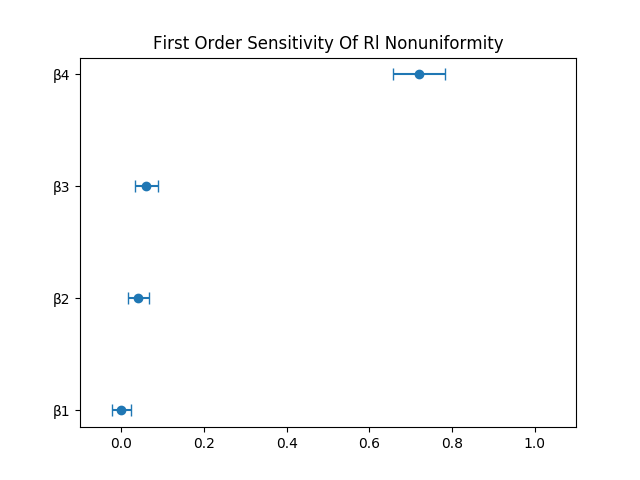 First Order Sensitivity Of Rl Nonuniformity
β4
β3
β2
β1
0.0 0.2 0.4 0.6 0.8 1.0